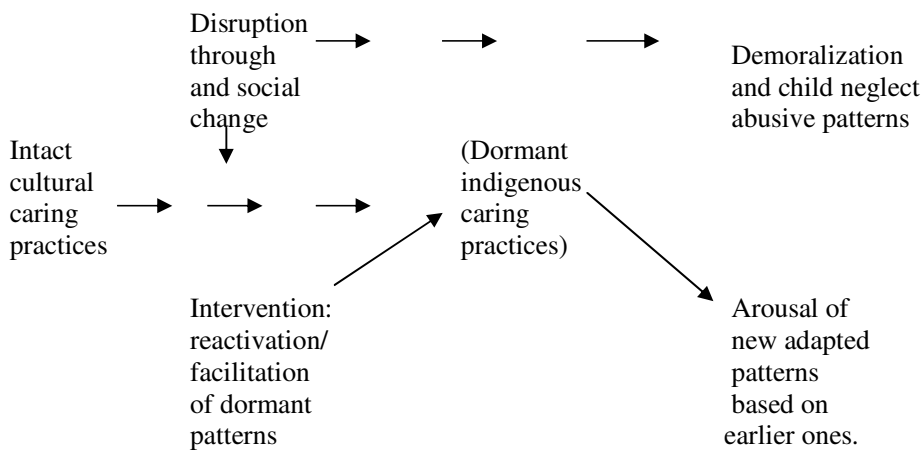 Disruption
through
and social
change
Demoralization
and child neglect
abusive patterns
Intact
cultural
caring
practices
(Dormant
indigenous
caring
practices)
Intervention:
reactivation/
facilitation
of dormant
patterns
Arousal of
new adapted
patterns
based on
earlier ones.